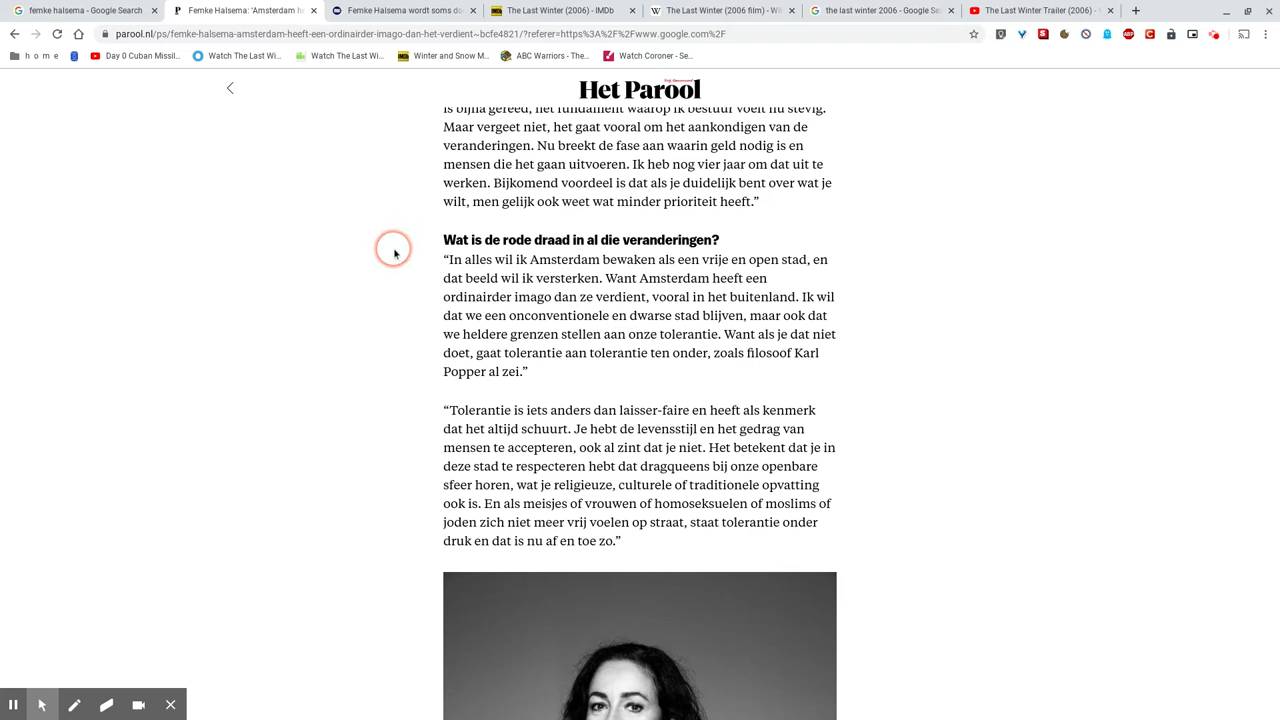 femke halsema - Google Search
Femke Halsema: 'Amsterdam he
Femke Halsema wordt soms do
The Last Winter (2006) - IMDb
The Last Winter (2006 film) - Wi
the last winter 2006 - Google Se
The Last Winter Trailer (2006) -
parool.nl/ps/femke-halsema-amsterdam-heeft-een-ordinairder-imago-dan-het-verdient~bcfe4821/?referer=https%3A%2F%2Fwww.google.com%2F
h o m e
Day 0 Cuban Missil...
Watch The Last Wi...
Watch The Last Wi...
Winter and Snow M...
ABC Warriors - The...
Watch Coroner - Se...
Het Parool
is bijna gereed, het fundament waarop ik bestuur voelt nu stevig.
Maar vergeet niet, het gaat vooral om het aankondigen van de
veranderingen. Nu breekt de fase aan waarin geld nodig is en
mensen die het gaan uitvoeren. Ik heb nog vier jaar om dat uit te
werken. Bijkomend voordeel is dat als je duidelijk bent over wat je
wilt, men gelijk ook weet wat minder prioriteit heeft.”
Wat is de rode draad in al die veranderingen?
“In alles wil ik Amsterdam bewaken als een vrije en open stad, en
dat beeld wil ik versterken. Want Amsterdam heeft een
ordinairder imago dan ze verdient, vooral in het buitenland. Ik wil
dat we een onconventionele en dwarse stad blijven, maar ook dat
we heldere grenzen stellen aan onze tolerantie. Want als je dat niet
doet, gaat tolerantie aan tolerantie ten onder, zoals filosoof Karl
Popper al zei.”
“Tolerantie is iets anders dan laisser-faire en heeft als kenmerk
dat het altijd schuurt. Je hebt de levensstijl en het gedrag van
mensen te accepteren, ook al zint dat je niet. Het betekent dat je in
deze stad te respecteren hebt dat dragqueens bij onze openbare
sfeer horen, wat je religieuze, culturele of traditionele opvatting
ook is. En als meisjes of vrouwen of homoseksuelen of moslims of
joden zich niet meer vrij voelen op straat, staat tolerantie onder
druk en dat is nu af en toe zo.”